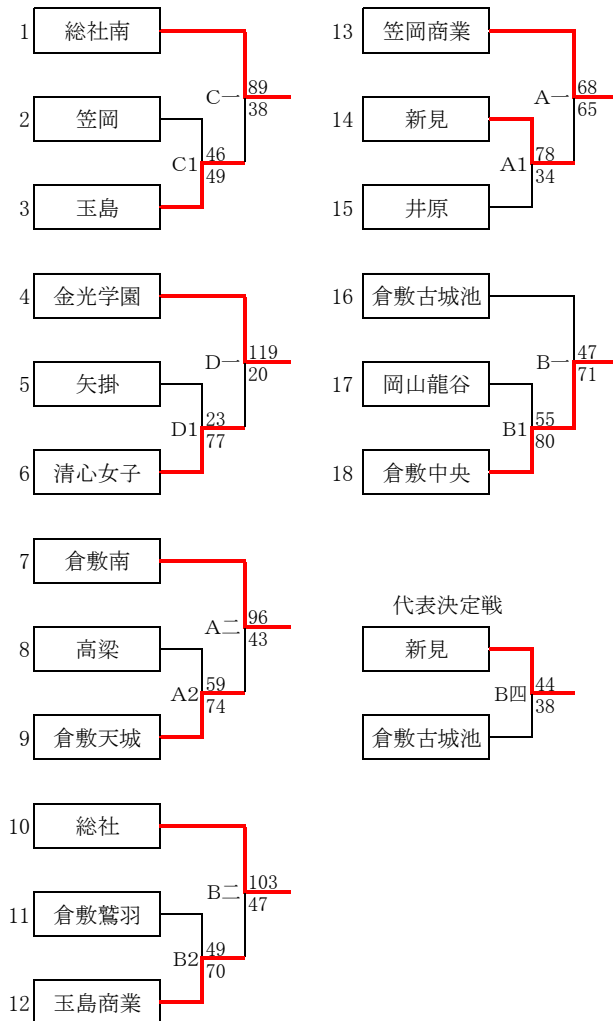 1 総社南
C一 89
38
2 笠岡
C1 46
49
3 玉島
4 金光学園
D一 119
20
5 矢掛
D1 23
77
6 清心女子
7 倉敷南
A二 96
43
8 高梁
A2 59
74
9 倉敷天城
10 総社
B二 103
47
11 倉敷鷲羽
B2 49
70
12 玉島商業
13 笠岡商業
A一 68
65
14 新見
A1 78
34
15 井原
16 倉敷古城池
B一 47
71
17 岡山龍谷
B1 55
80
18 倉敷中央
代表決定戦
新見
B四 44
38
倉敷古城池